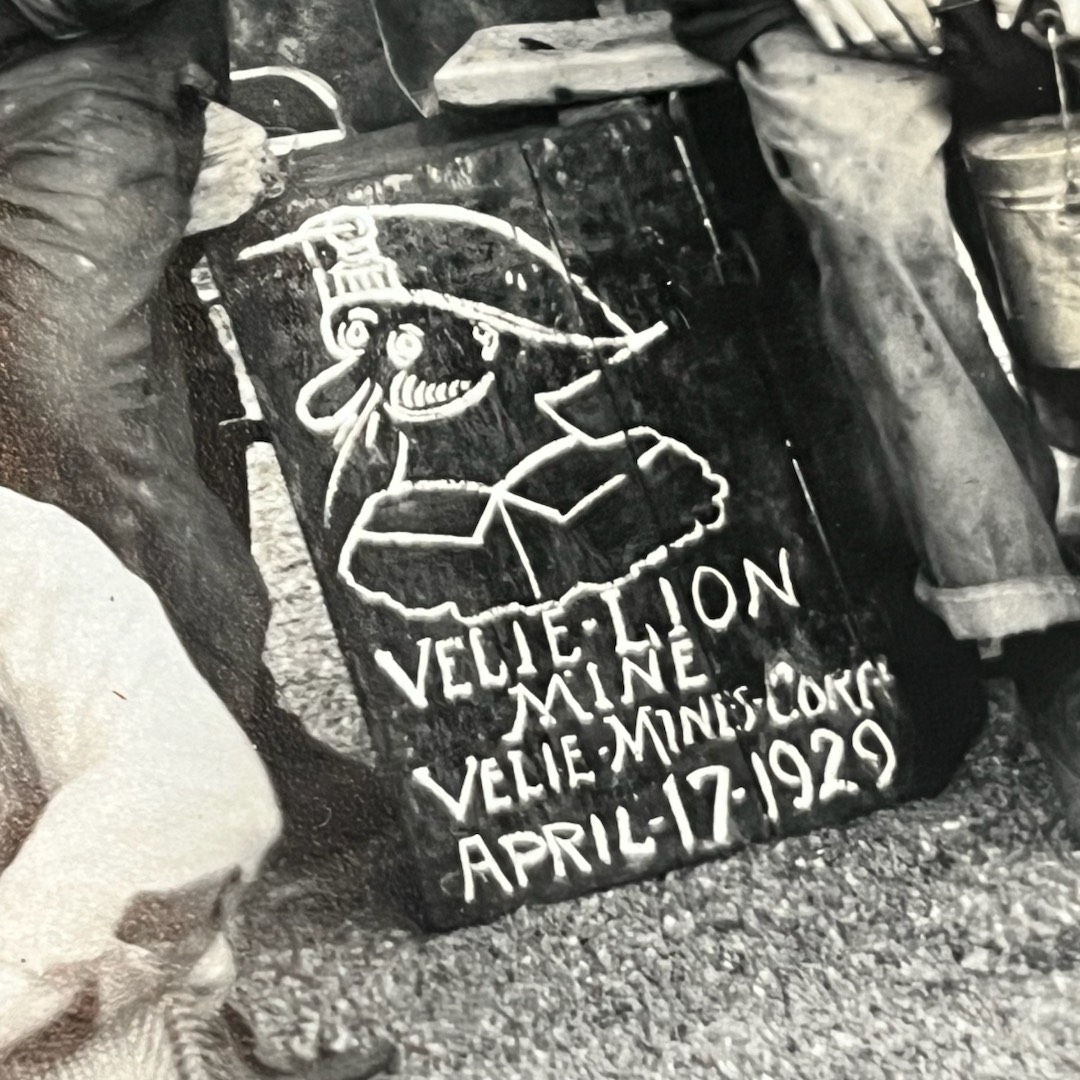 VELIE-LION
MINE
VELIE-MINES-CORP
APRIL-17-1929